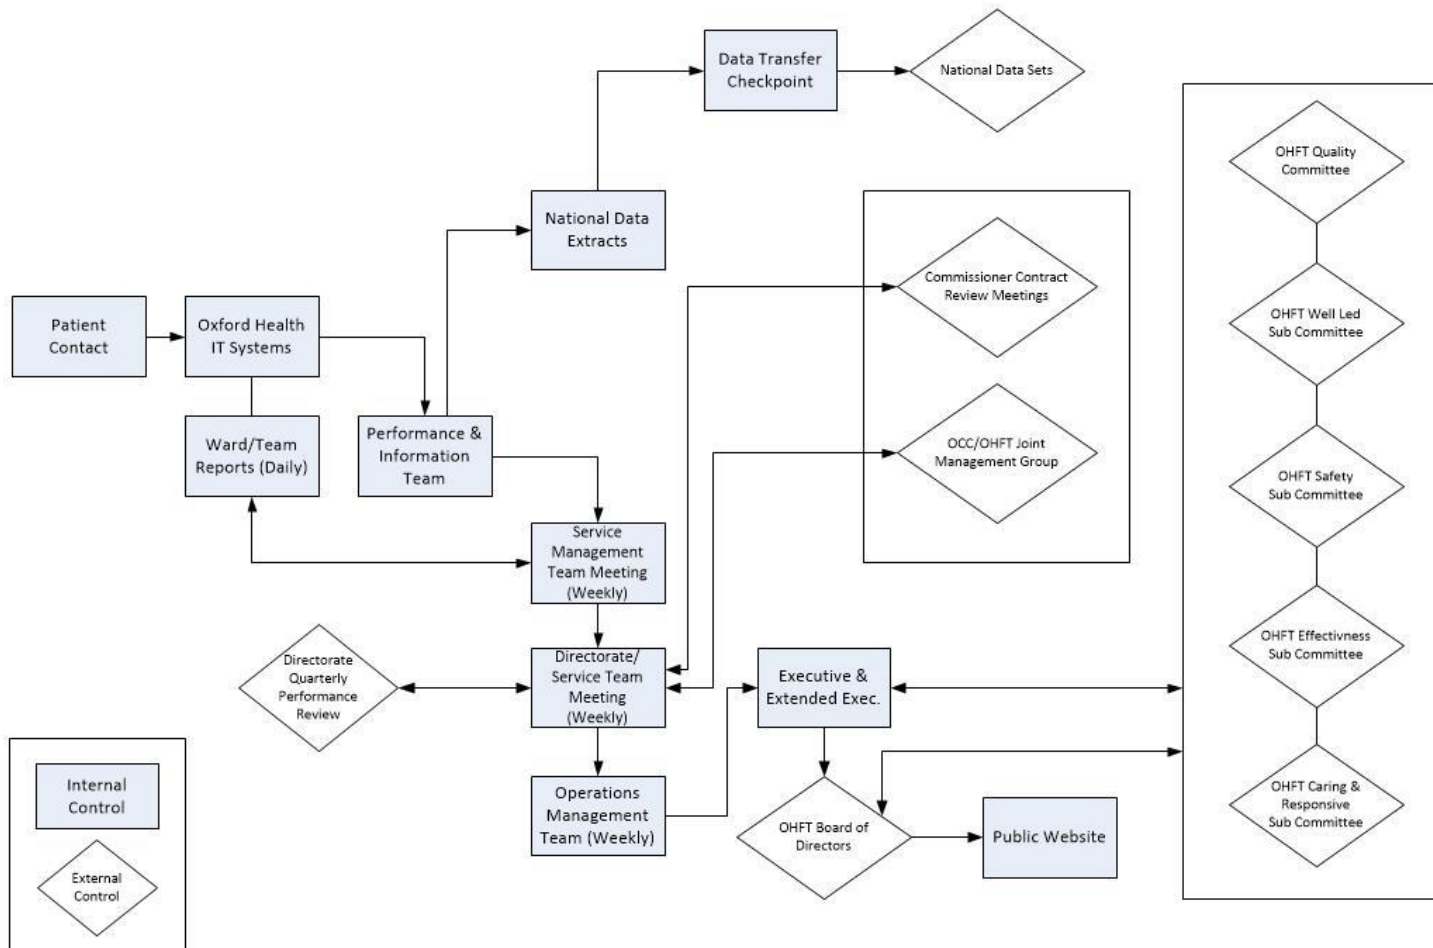 Data Transfer
Checkpoint
National Data Sets
OHFT Quality
Committee
National Data
Extracts
Commissioner Contract
Review Meetings
Patient
Contact
Oxford Health
IT Systems
OHFT Well Led
Sub Committee
Ward/Team
Reports (Daily)
Performance &
Information
Team
OCC/OHFT Joint
Management Group
OHFT Safety
Sub Committee
Service
Management
Team Meeting
(Weekly)
Directorate
Quarterly
Performance
Review
Directorate/
Service Team
Meeting
(Weekly)
Executive &
Extended Exec.
OHFT Effectivness
Sub Committee
Internal
Control
Operations
Management
Team (Weekly)
OHFT Board of
Directors
Public Website
OHFT Caring &
Responsive
Sub Committee
External
Control